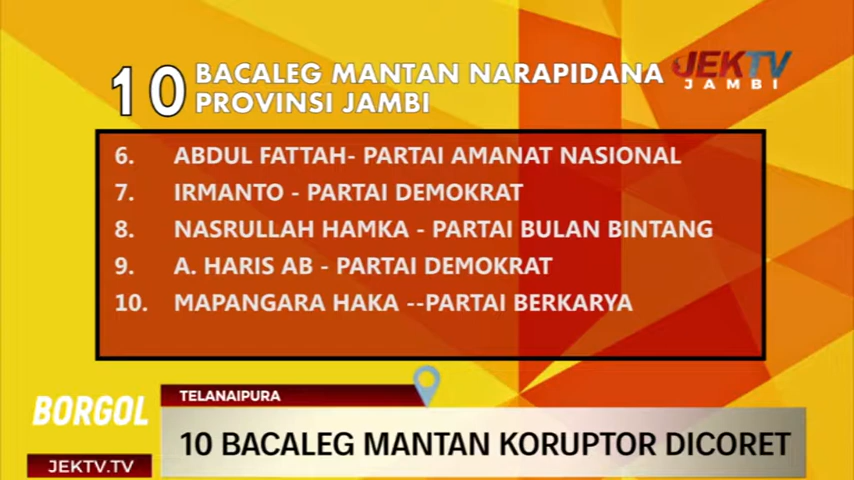 10 BACALEG MANTAN NARAPIDANA
PROVINSI JAMBI
JEKTV
JAMBI
6. ABDUL FATTAH- PARTAI AMANAT NASIONAL
7. IRMANTO - PARTAI DEMOKRAT
8. NASRULLAH HAMKA - PARTAI BULAN BINTANG
9. A. HARIS AB - PARTAI DEMOKRAT
10. MAPANGARA HAKA --PARTAI BERKARYA
TELANAIPURA
BORGOL
10 BACALEG MANTAN KORUPTOR DICORET
JEKTV.TV